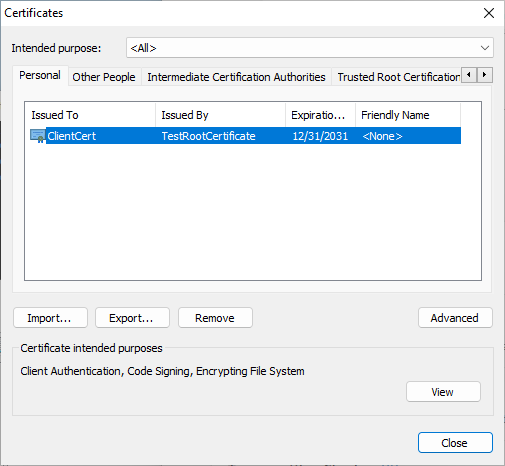 Certificates
Intended purpose: <All>
Personal Other People Intermediate Certification Authorities Trusted Root Certification
Issued To Issued By Expiratio... Friendly Name
ClientCert TestRootCertificate 12/31/2031 <None>
Import... Export... Remove Advanced
Certificate intended purposes
Client Authentication, Code Signing, Encrypting File System
View
Close